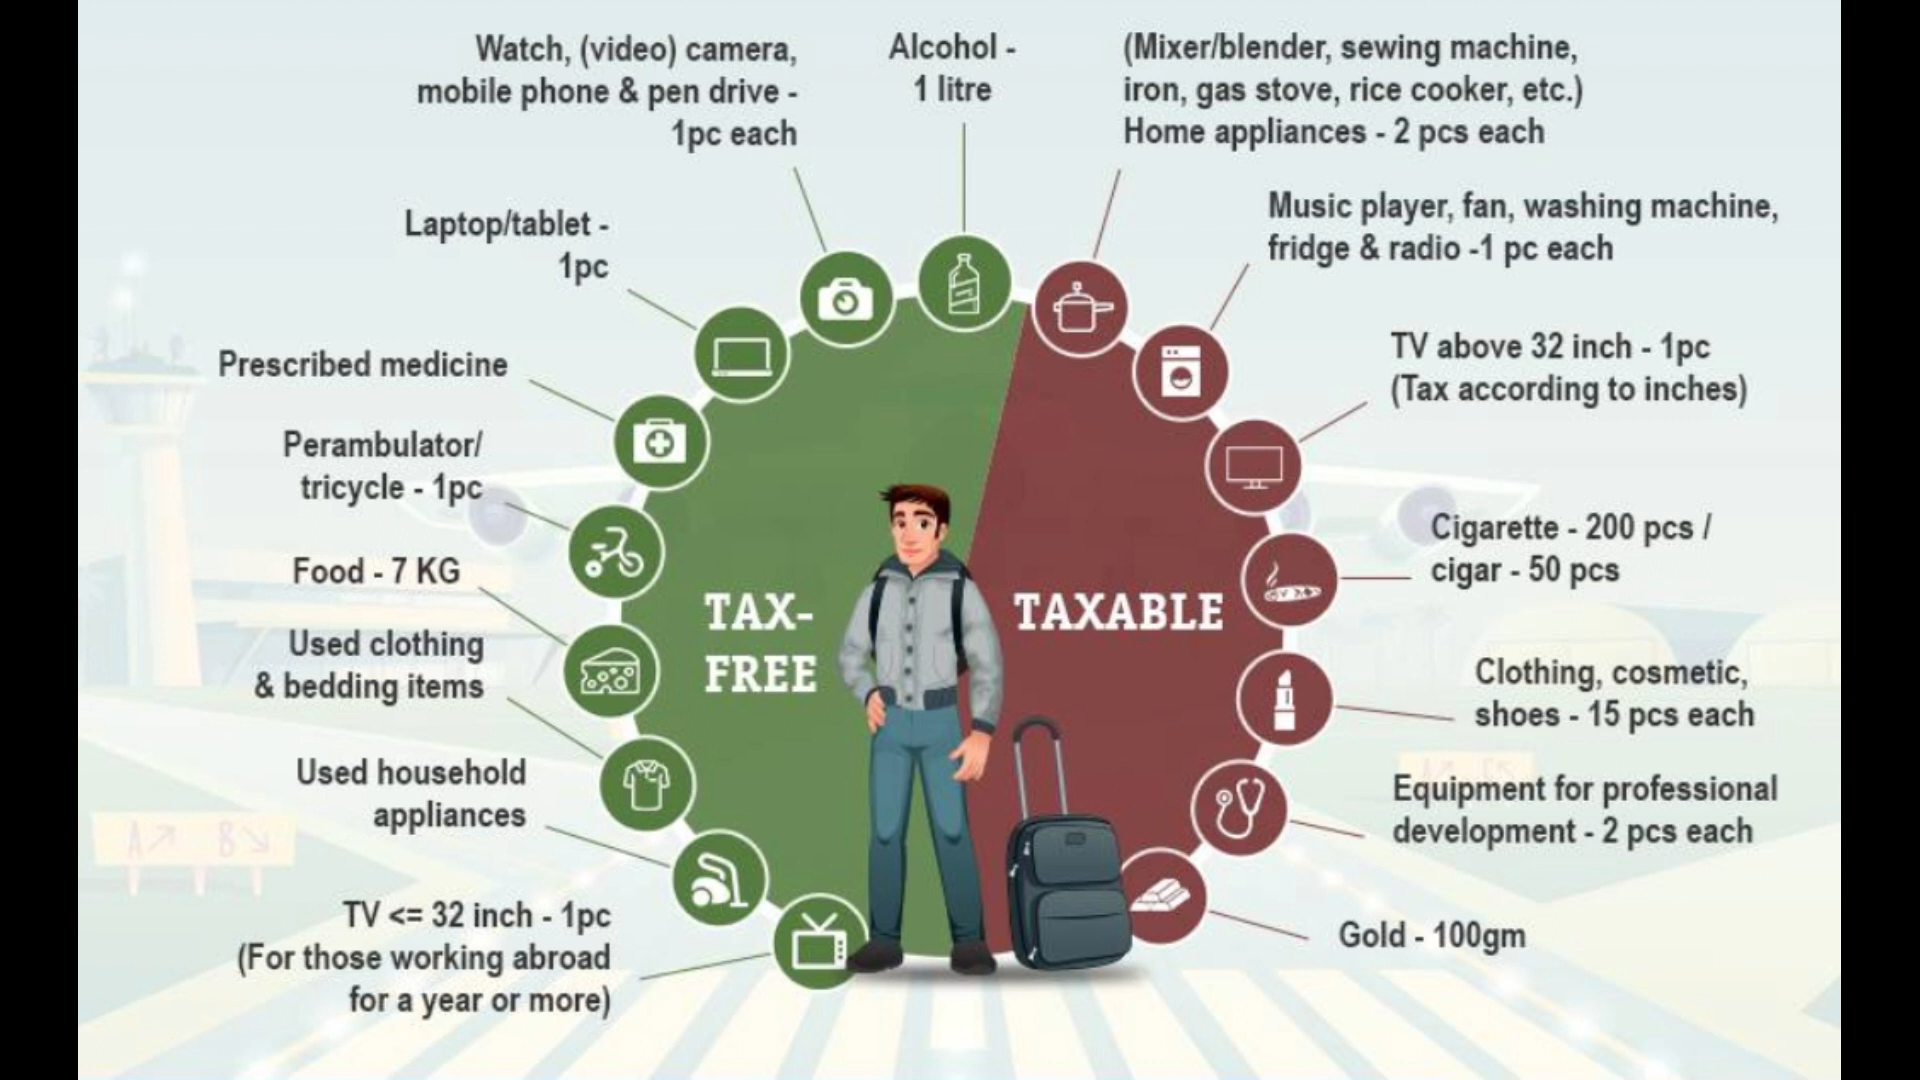 Watch, (video) camera,
mobile phone & pen drive -
1pc each
Alcohol -
1 litre
(Mixer/blender, sewing machine,
iron, gas stove, rice cooker, etc.)
Home appliances - 2 pcs each
Laptop/tablet -
1pc
Music player, fan, washing machine,
fridge & radio -1 pc each
Prescribed medicine
TV above 32 inch - 1pc
(Tax according to inches)
Perambulator/
tricycle - 1pc
Cigarette - 200 pcs /
cigar - 50 pcs
Food - 7 KG
TAX-
FREE
TAXABLE
Used clothing
& bedding items
Clothing, cosmetic,
shoes - 15 pcs each
Used household
appliances
Equipment for professional
development - 2 pcs each
A↗ B↘
TV <= 32 inch - 1pc
(For those working abroad
for a year or more)
Gold - 100gm